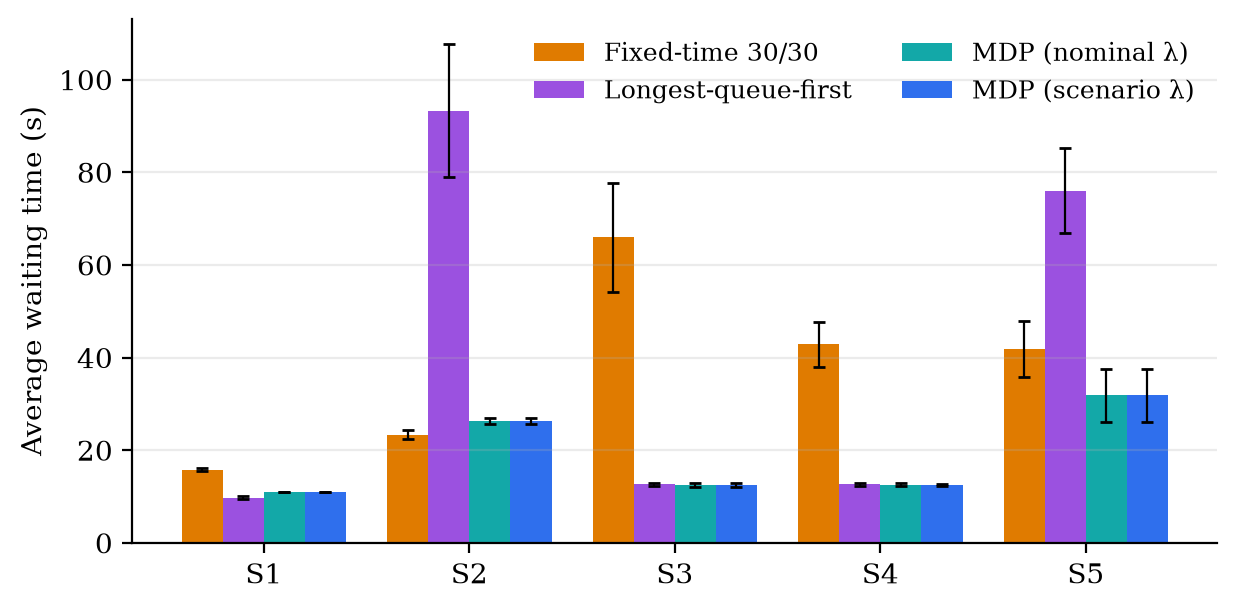 Fixed-time 30/30
Longest-queue-first
MDP (nominal λ)
MDP (scenario λ)
Average waiting time (s)
100
80
60
40
20
0
S1 S2 S3 S4 S5